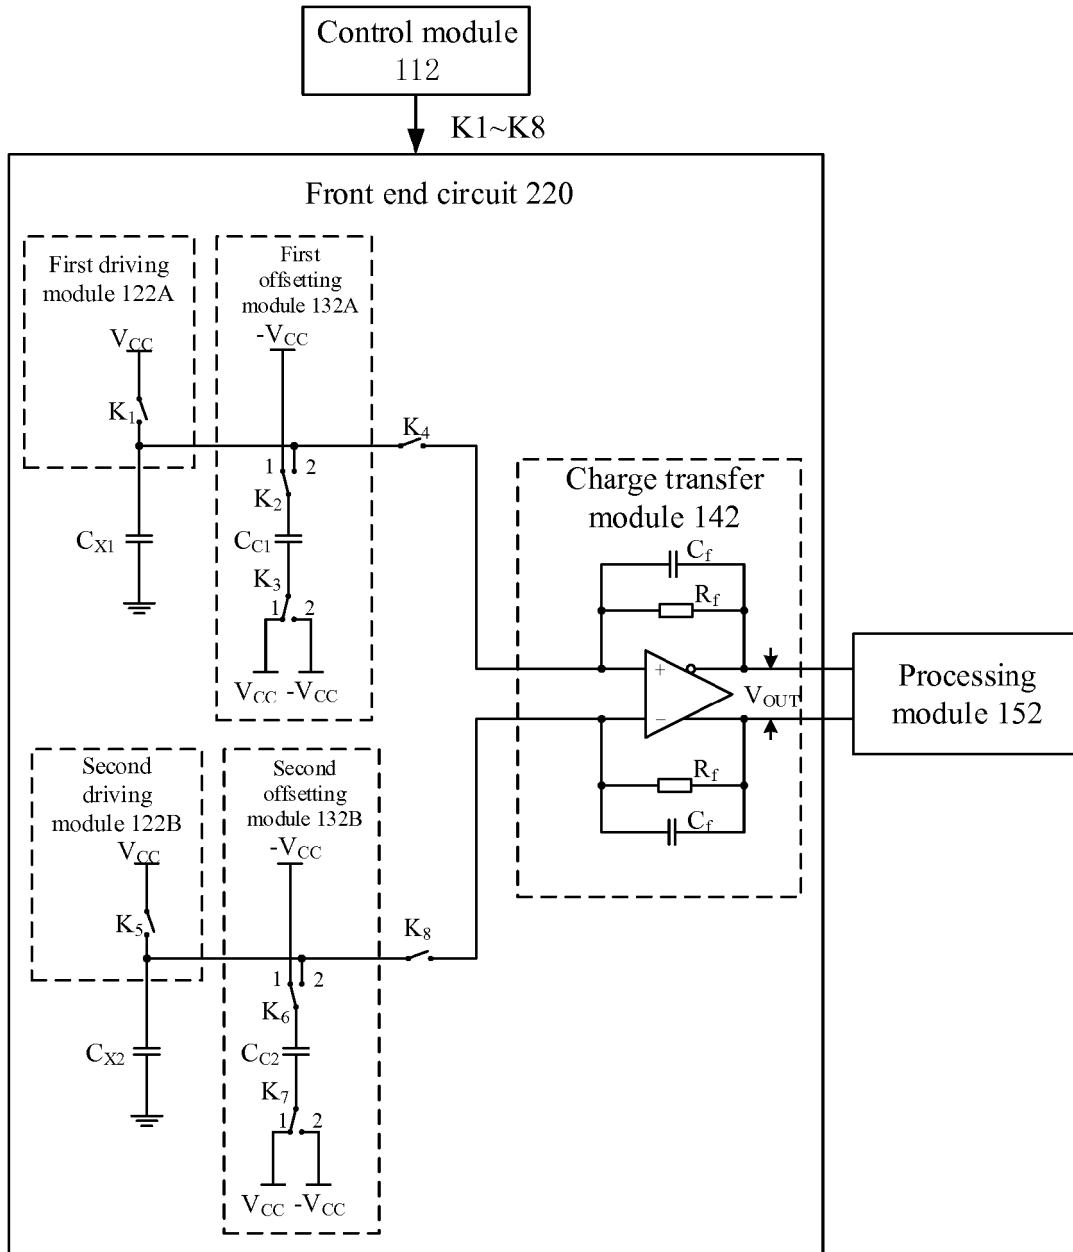 Control module
112
K1~K8
Front end circuit 220
First driving
module 122A
VCC
K1
CX1
First
offsetting
module 132A
-VCC
1 2
K2
CC1
K3
1 2
VCC -VCC
K4
Charge transfer
module 142
Cf
Rf
+
−
VOUT
Rf
Cf
Processing
module 152
Second
driving
module 122B
VCC
K5
CX2
Second
offsetting
module 132B
-VCC
1 2
K6
CC2
K7
1 2
VCC -VCC
K8